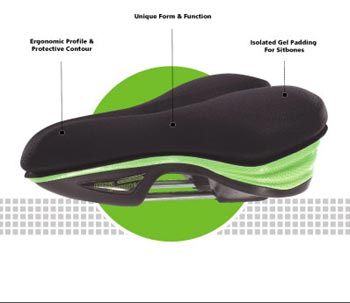 Unique Form & Function
Ergonomic Profile &
Protective Contour
Isolated Gel Padding
For Sitbones